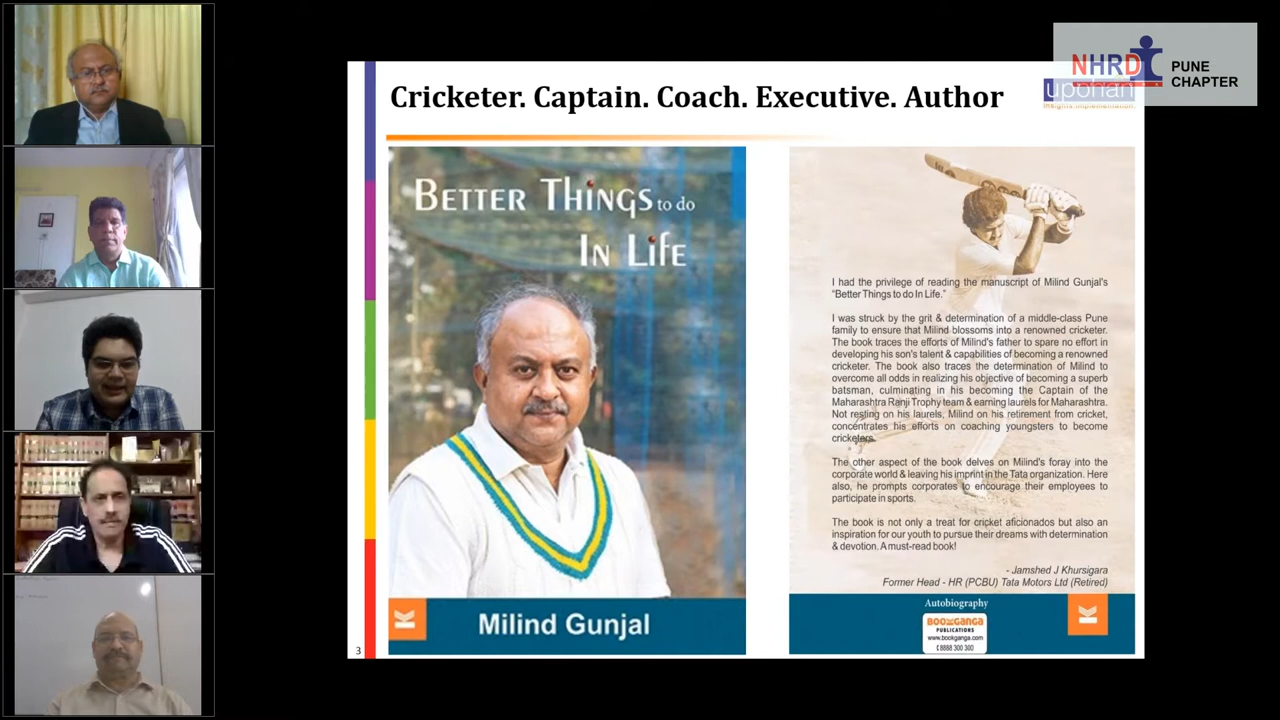 NHRD
PUNE
CHAPTER
upohan
Cricketer. Captain. Coach. Executive. Author
BETTER THINGS to do
IN LIFE
Milind Gunjal
I had the privilege of reading the manuscript of Milind Gunjal's
"Better Things to do In Life."
I was struck by the grit & determination of a middle-class Pune
family to ensure that Milind blossoms into a renowned cricketer.
The book traces the efforts of Milind's father to spare no effort in
developing his son's talent & capabilities of becoming a renowned
cricketer. The book also traces the determination of Milind to
overcome all odds in realizing his objective of becoming a superb
batsman, culminating in his becoming the Captain of the
Maharashtra Ranji Trophy team & earning laurels for Maharashtra.
Not resting on his laurels, Milind on his retirement from cricket,
concentrates his efforts on coaching youngsters to become
cricketers.
The other aspect of the book delves on Milind's foray into the
corporate world & leaving his imprint in the Tata organization. Here
also, he prompts corporates to encourage their employees to
participate in sports.
The book is not only a treat for cricket aficionados but also an
inspiration for our youth to pursue their dreams with determination
& devotion. A must-read book!
- Jamshed J Khursigara
Former Head - HR (PCBU) Tata Motors Ltd (Retired)
Autobiography
BOOKGANGA
PUBLICATIONS
www.bookganga.com
8888 300 300
3